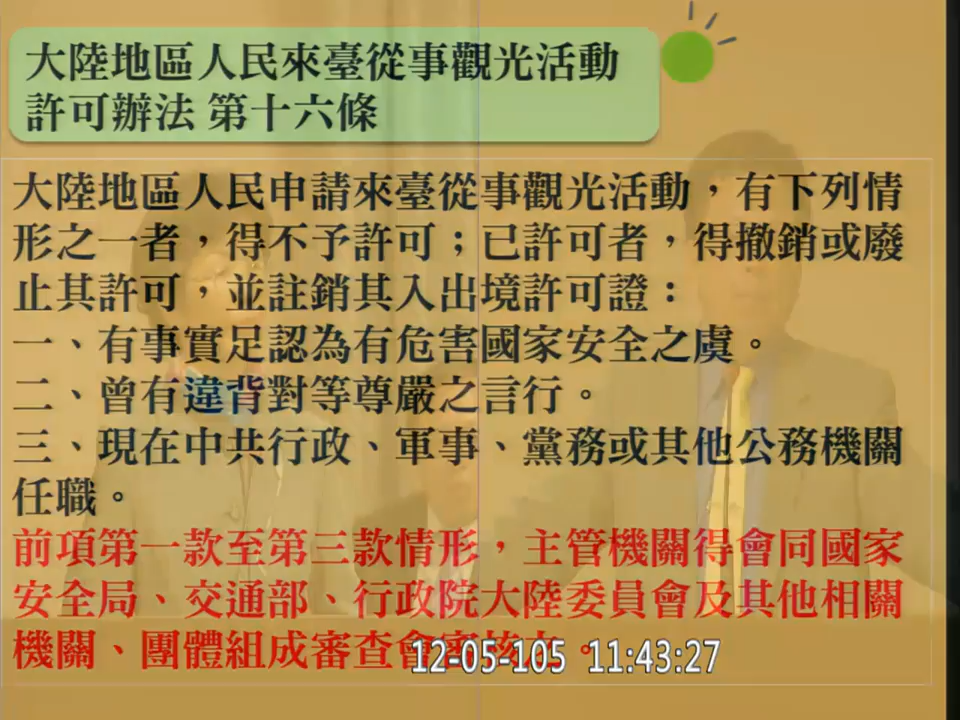 大陸地區人民來臺從事觀光活動
許可辦法 第十六條
大陸地區人民申請來臺從事觀光活動，有下列情
形之一者，得不予許可；已許可者，得撤銷或廢
止其許可，並註銷其入出境許可證：
一、有事實足認為有危害國家安全之虞。
二、曾有違背對等尊嚴之言行。
三、現在中共行政、軍事、黨務或其他公務機關
任職。
前項第一款至第三款情形，主管機關得會同國家
安全局、交通部、行政院大陸委員會及其他相關
機關、團體組成審查會審核之。
12-05-105 11:43:27